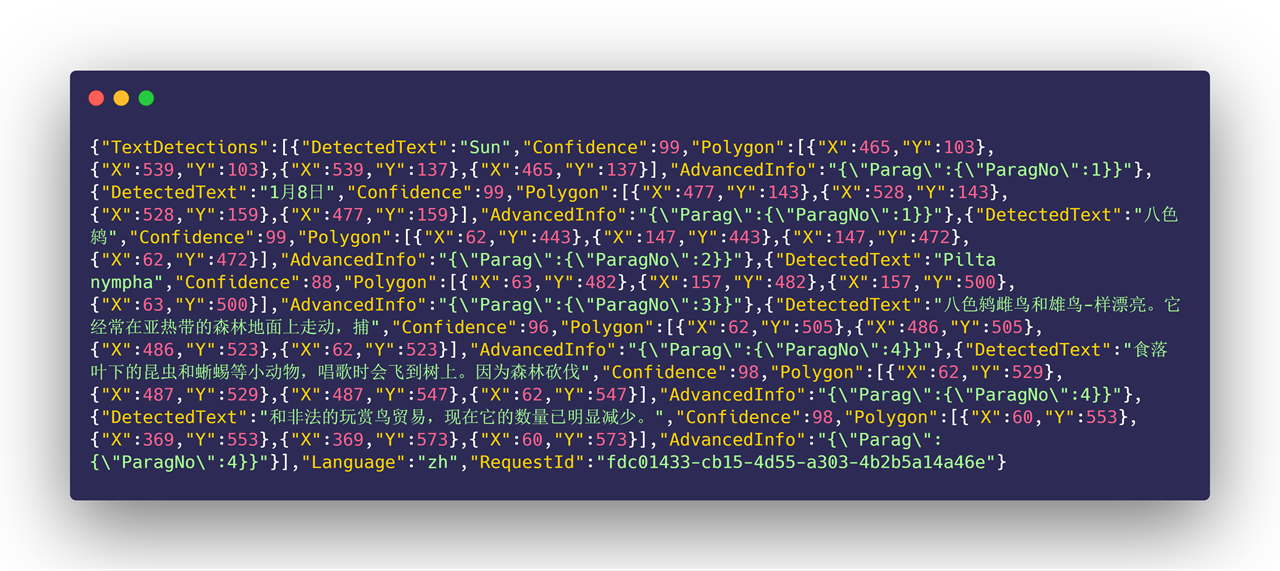 {"TextDetections":[{"DetectedText":"Sun","Confidence":99,"Polygon":[{"X":465,"Y":103},
{"X":539,"Y":103},{"X":539,"Y":137},{"X":465,"Y":137}],"AdvancedInfo":"{\"Parag\":{\"ParagNo\":1}}"},
{"DetectedText":"1月8日","Confidence":99,"Polygon":[{"X":477,"Y":143},{"X":528,"Y":143},
{"X":528,"Y":159},{"X":477,"Y":159}],"AdvancedInfo":"{\"Parag\":{\"ParagNo\":1}}"},{"DetectedText":"八色
鸫","Confidence":99,"Polygon":[{"X":62,"Y":443},{"X":147,"Y":443},{"X":147,"Y":472},
{"X":62,"Y":472}],"AdvancedInfo":"{\"Parag\":{\"ParagNo\":2}}"},{"DetectedText":"Pilta
nympha","Confidence":88,"Polygon":[{"X":63,"Y":482},{"X":157,"Y":482},{"X":157,"Y":500},
{"X":63,"Y":500}],"AdvancedInfo":"{\"Parag\":{\"ParagNo\":3}}"},{"DetectedText":"八色鸫雌鸟和雄鸟-样漂亮。它
经常在亚热带的森林地面上走动，捕","Confidence":96,"Polygon":[{"X":62,"Y":505},{"X":486,"Y":505},
{"X":486,"Y":523},{"X":62,"Y":523}],"AdvancedInfo":"{\"Parag\":{\"ParagNo\":4}}"},{"DetectedText":"食落
叶下的昆虫和蜥蜴等小动物，唱歌时会飞到树上。因为森林砍伐","Confidence":98,"Polygon":[{"X":62,"Y":529},
{"X":487,"Y":529},{"X":487,"Y":547},{"X":62,"Y":547}],"AdvancedInfo":"{\"Parag\":{\"ParagNo\":4}}"},
{"DetectedText":"和非法的玩赏鸟贸易，现在它的数量已明显减少。","Confidence":98,"Polygon":[{"X":60,"Y":553},
{"X":369,"Y":553},{"X":369,"Y":573},{"X":60,"Y":573}],"AdvancedInfo":"{\"Parag\":
{\"ParagNo\":4}}"}],"Language":"zh","RequestId":"fdc01433-cb15-4d55-a303-4b2b5a14a46e"}